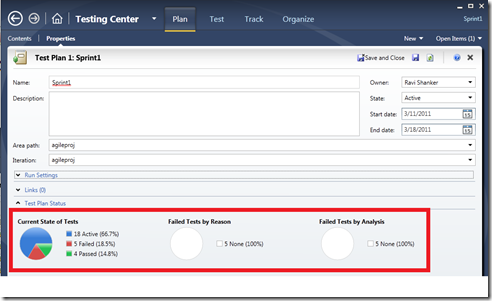 Testing Center Plan Test Track Organize Sprint1
Contents Properties New Open Items (1)
Test Plan 1: Sprint1 Save and Close
Name: Sprint1 Owner: Ravi Shanker
Description: State: Active
Start date: 3/11/2011
End date: 3/18/2011
Area path: agileproj
Iteration: agileproj
Run Settings
Links (0)
Test Plan Status
Current State of Tests Failed Tests by Reason Failed Tests by Analysis
18 Active (66.7%)
5 Failed (18.5%) 5 None (100%) 5 None (100%)
4 Passed (14.8%)